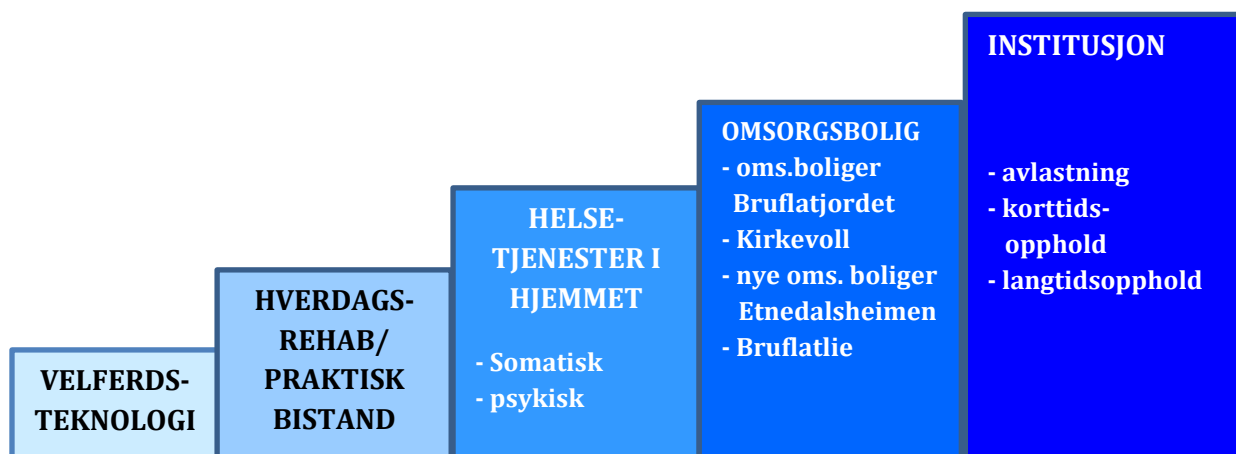 VELFERDS-
TEKNOLOGI
HVERDAGS-
REHAB/
PRAKTISK
BISTAND
HELSE-
TJENESTER I
HJEMMET
- Somatisk
- psykisk
OMSORGSBOLIG
- oms.boliger
Bruflatjordet
- Kirkevoll
- nye oms. boliger
Etnedalsheimen
- Bruflatlie
INSTITUSJON
- avlastning
- korttids-
opphold
- langtidsopphold